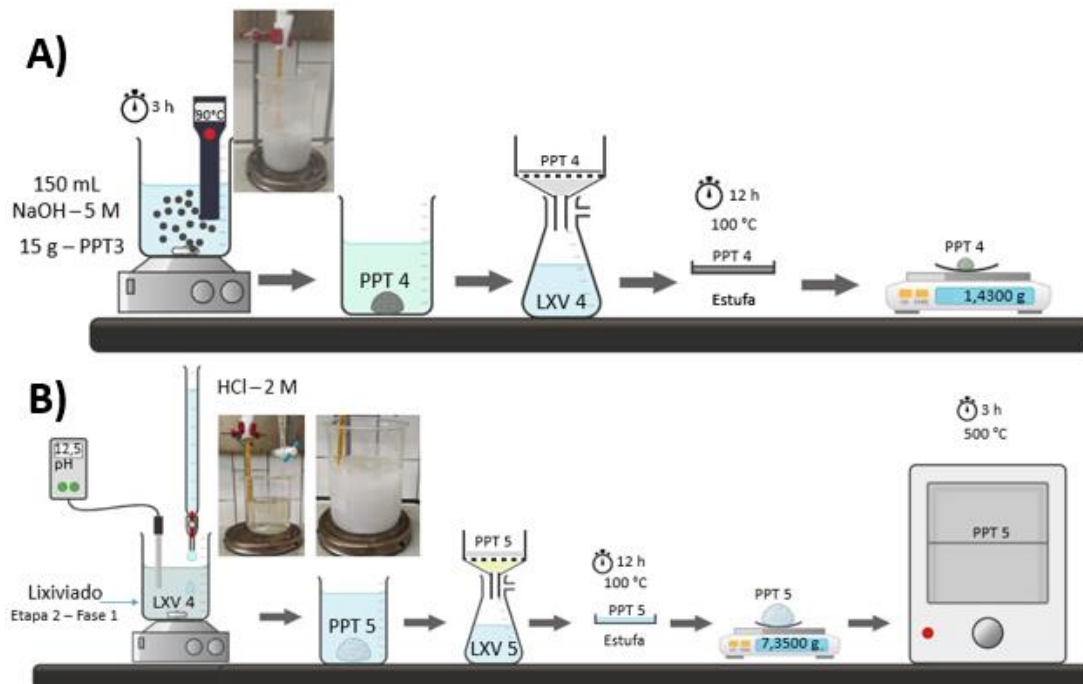 A)
3 h
90°C
150 mL
NaOH – 5 M
15 g – PPT3
PPT 4
PPT 4
LXV 4
12 h
100 °C
PPT 4
Estufa
PPT 4
1,4300 g
B)
HCl – 2 M
12,5
pH
Lixiviado
Etapa 2 – Fase 1
LXV 4
PPT 5
PPT 5
LXV 5
12 h
100 °C
PPT 5
Estufa
PPT 5
7,3500 g
3 h
500 °C
PPT 5